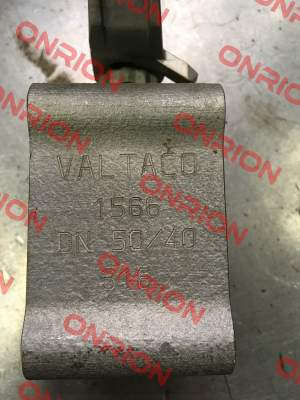 ONRION
VALTACO
1566
DN 50/40